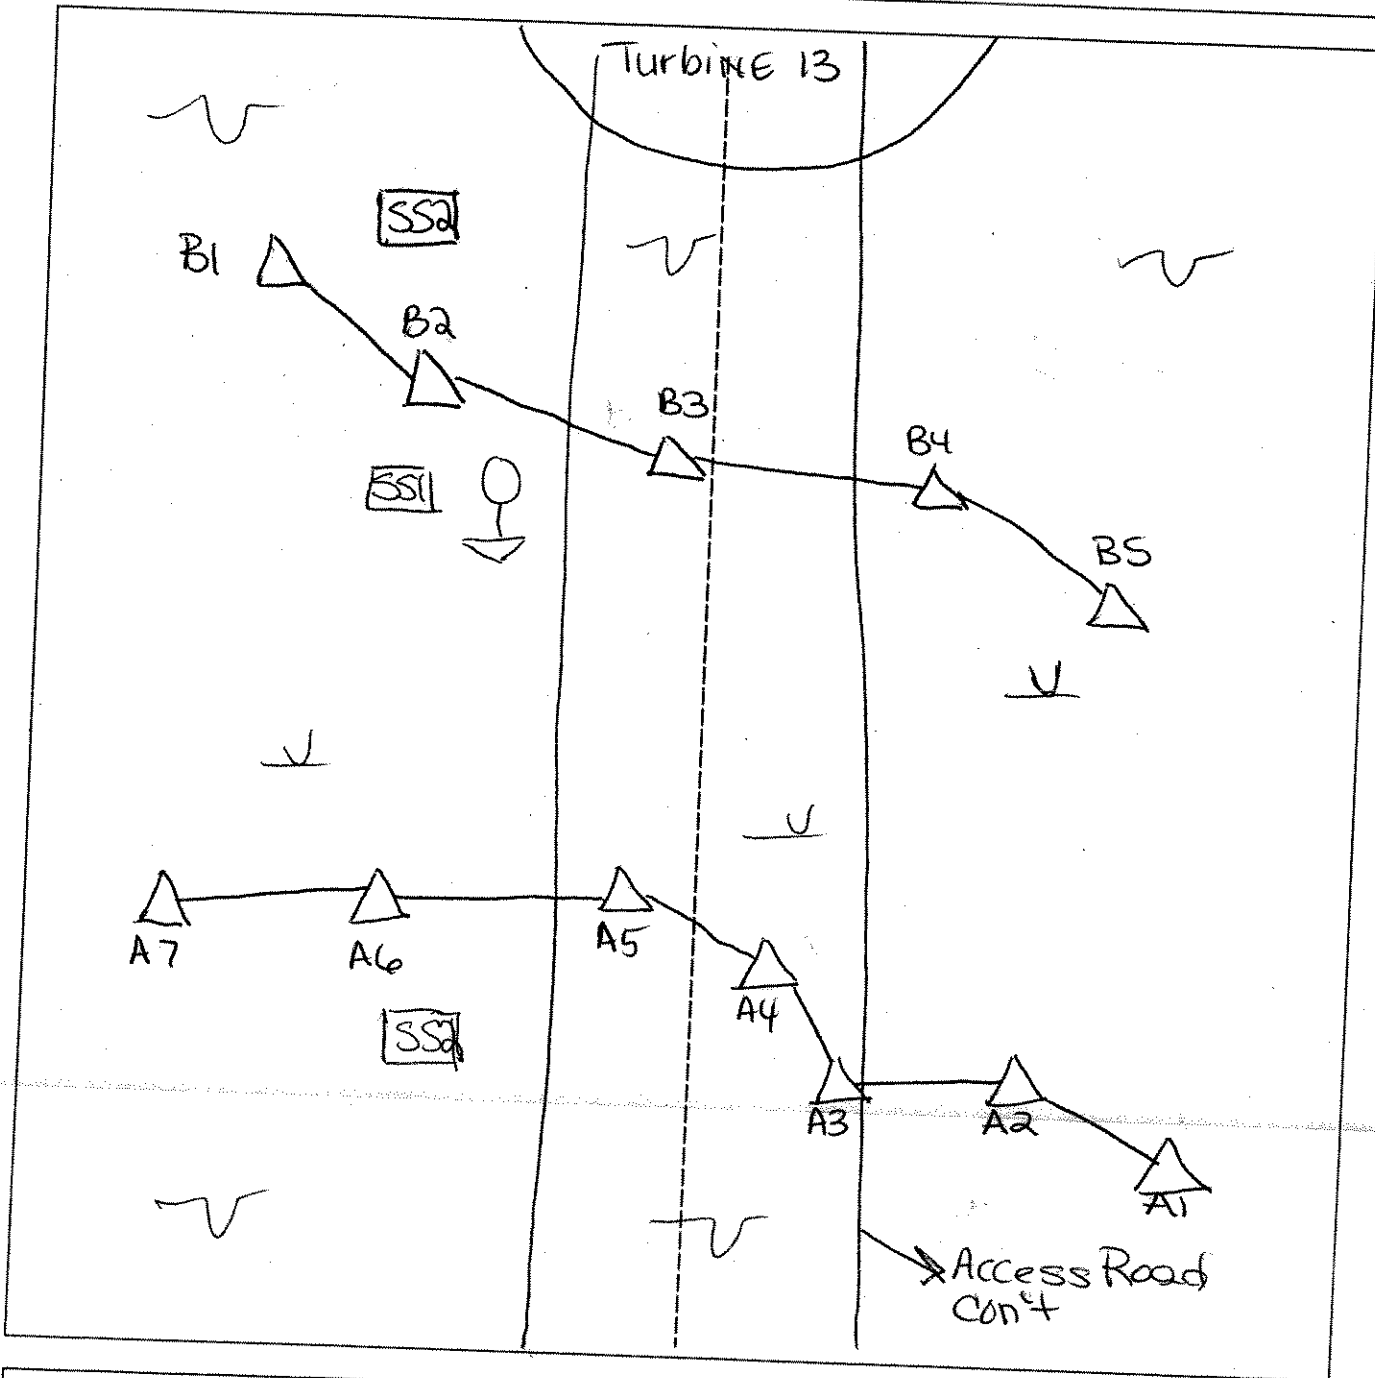 TurbiNE 13
SS2
B1
B2
B3
B4
SS1
B5
A7
A6
A5
A4
SS2
A3
A2
A1
Access Road
Con't